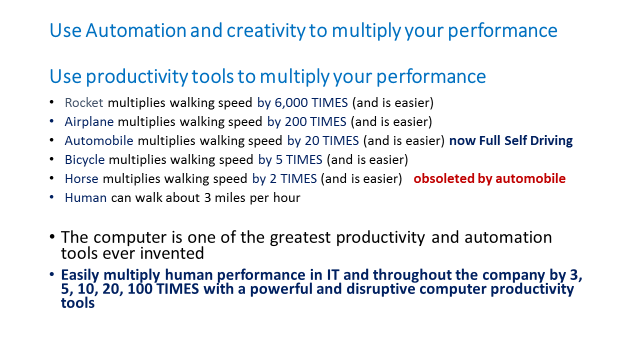 Use Automation and creativity to multiply your performance
Use productivity tools to multiply your performance
• Rocket multiplies walking speed by 6,000 TIMES (and is easier)
• Airplane multiplies walking speed by 200 TIMES (and is easier)
• Automobile multiplies walking speed by 20 TIMES (and is easier) now Full Self Driving
• Bicycle multiplies walking speed by 5 TIMES (and is easier)
• Horse multiplies walking speed by 2 TIMES (and is easier) obsoleted by automobile
• Human can walk about 3 miles per hour
• The computer is one of the greatest productivity and automation
tools ever invented
• Easily multiply human performance in IT and throughout the company by 3,
5, 10, 20, 100 TIMES with a powerful and disruptive computer productivity
tools